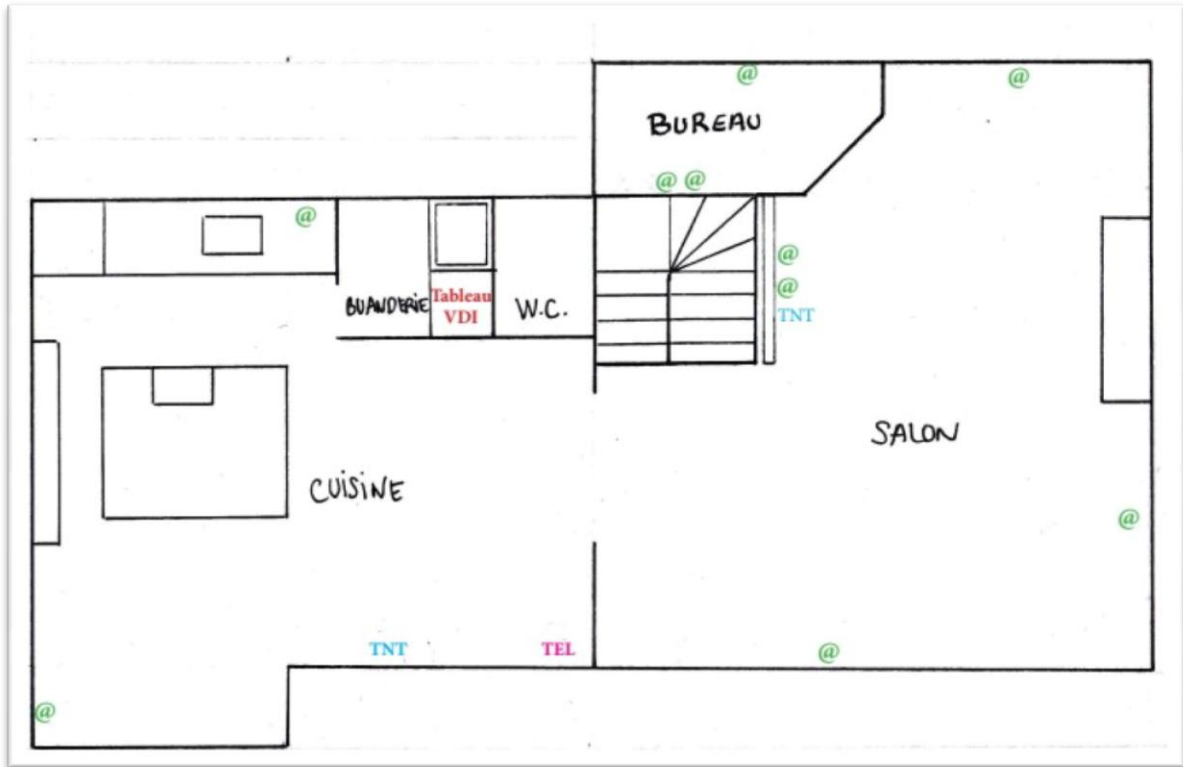 @
@
BUREAU
@ @
@
@
@
TNT
BUANDERIE
Tableau
VDI
W.C.
SALON
CUISINE
@
TNT
TEL
@
@